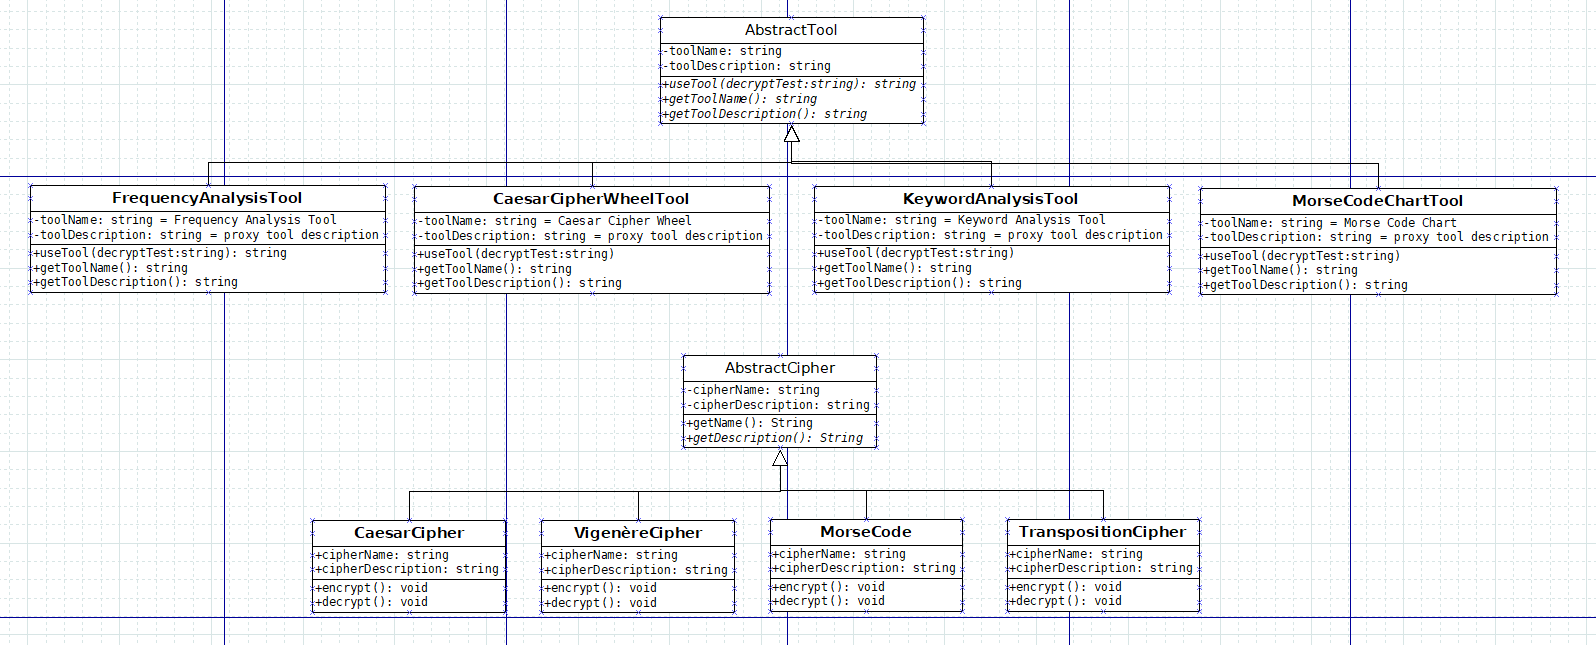 AbstractTool
-toolName: string
-toolDescription: string
+useTool(decryptTest:string): string
+getToolName(): string
+getToolDescription(): string
FrequencyAnalysisTool
-toolName: string = Frequency Analysis Tool
-toolDescription: string = proxy tool description
+useTool(decryptTest:string): string
+getToolName(): string
+getToolDescription(): string
CaesarCipherWheelTool
-toolName: string = Caesar Cipher Wheel
-toolDescription: string = proxy tool description
+useTool(decryptTest:string)
+getToolName(): string
+getToolDescription(): string
KeywordAnalysisTool
-toolName: string = Keyword Analysis Tool
-toolDescription: string = proxy tool description
+useTool(decryptTest:string)
+getToolName(): string
+getToolDescription(): string
MorseCodeChartTool
-toolName: string = Morse Code Chart
-toolDescription: string = proxy tool description
+useTool(decryptTest:string)
+getToolName(): string
+getToolDescription(): string
AbstractCipher
-cipherName: string
-cipherDescription: string
+getName(): String
+getDescription(): String
CaesarCipher
+cipherName: string
+cipherDescription: string
+encrypt(): void
+decrypt(): void
VigenèreCipher
+cipherName: string
+cipherDescription: string
+encrypt(): void
+decrypt(): void
MorseCode
+cipherName: string
+cipherDescription: string
+encrypt(): void
+decrypt(): void
TranspositionCipher
+cipherName: string
+cipherDescription: string
+encrypt(): void
+decrypt(): void